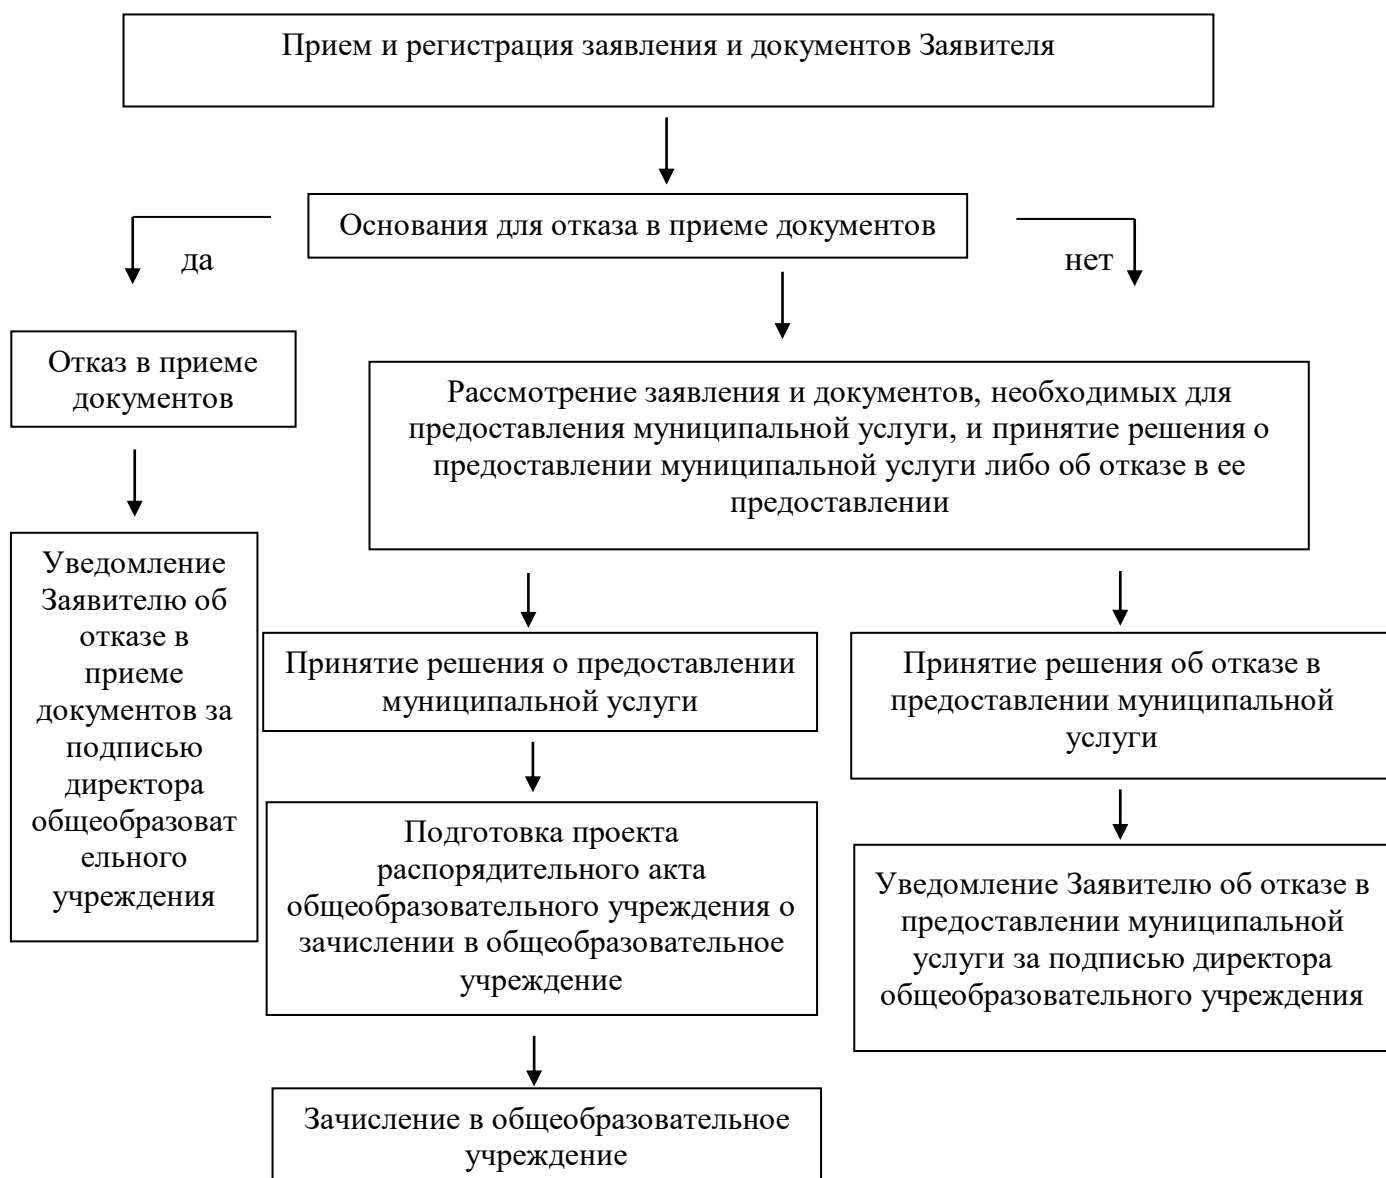 Прием и регистрация заявления и документов Заявителя
Основания для отказа в приеме документов
да
нет
Отказ в приеме
документов
Рассмотрение заявления и документов, необходимых для
предоставления муниципальной услуги, и принятие решения о
предоставлении муниципальной услуги либо об отказе в ее
предоставлении
Уведомление
Заявителю об
отказе в
приеме
документов за
подписью
директора
общеобразоват
ельного
учреждения
Принятие решения о предоставлении
муниципальной услуги
Принятие решения об отказе в
предоставлении муниципальной
услуги
Подготовка проекта
распорядительного акта
общеобразовательного учреждения о
зачислении в общеобразовательное
учреждение
Уведомление Заявителю об отказе в
предоставлении муниципальной
услуги за подписью директора
общеобразовательного учреждения
Зачисление в общеобразовательное
учреждение